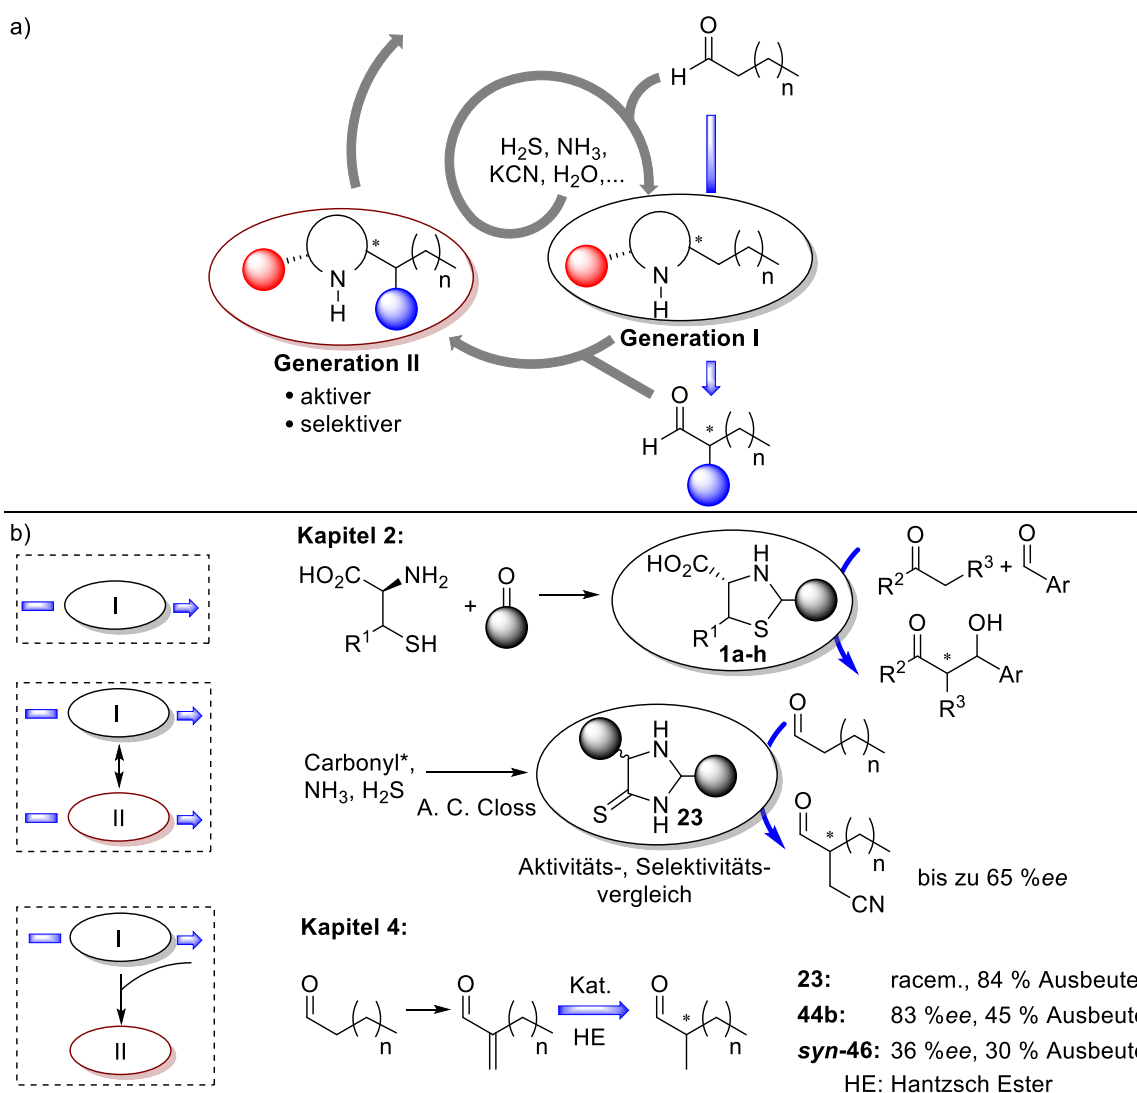 a)
O
H
n
H₂S, NH₃,
KCN, H₂O,...
*
n
N
H
*
n
N
H
Generation I
Generation II
• aktiver
• selektiver
O
H
*
n
b)
Kapitel 2:
I
HO₂C
NH₂
R¹
SH
+
O
HO₂C
H
N
S
R¹
1a-h
O
R²
R³
+
O
Ar
O
OH
R²
*
Ar
R³
I
II
Carbonyl*,
NH₃, H₂S
A. C. Closs
H
N
S
N
H
23
O
n
Aktivitäts-, Selektivitäts-
vergleich
O
*
n
CN
bis zu 65 %ee
Kapitel 4:
I
II
O
n
O
n
Kat.
HE
O
*
n
23: racem., 84 % Ausbeute
44b: 83 %ee, 45 % Ausbeute
syn-46: 36 %ee, 30 % Ausbeute
HE: Hantzsch Ester